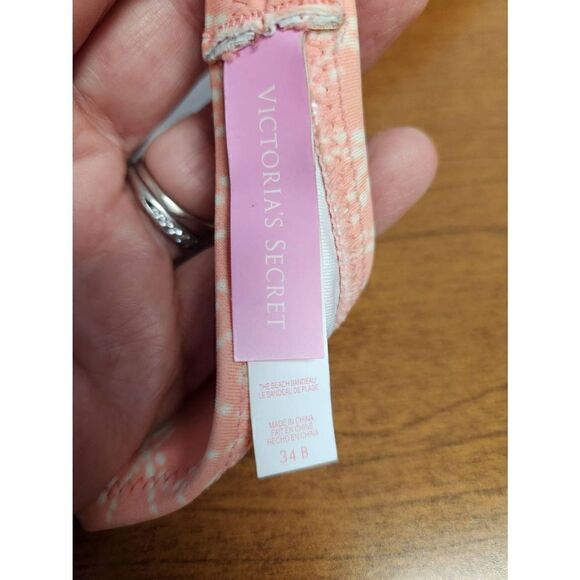 VICTORIA'S SECRET
THE BEACH BANDEAU
LE BANDEAU DE PLAGE
MADE IN CHINA
FAIT EN CHINE
HECHO EN CHINA
34 B